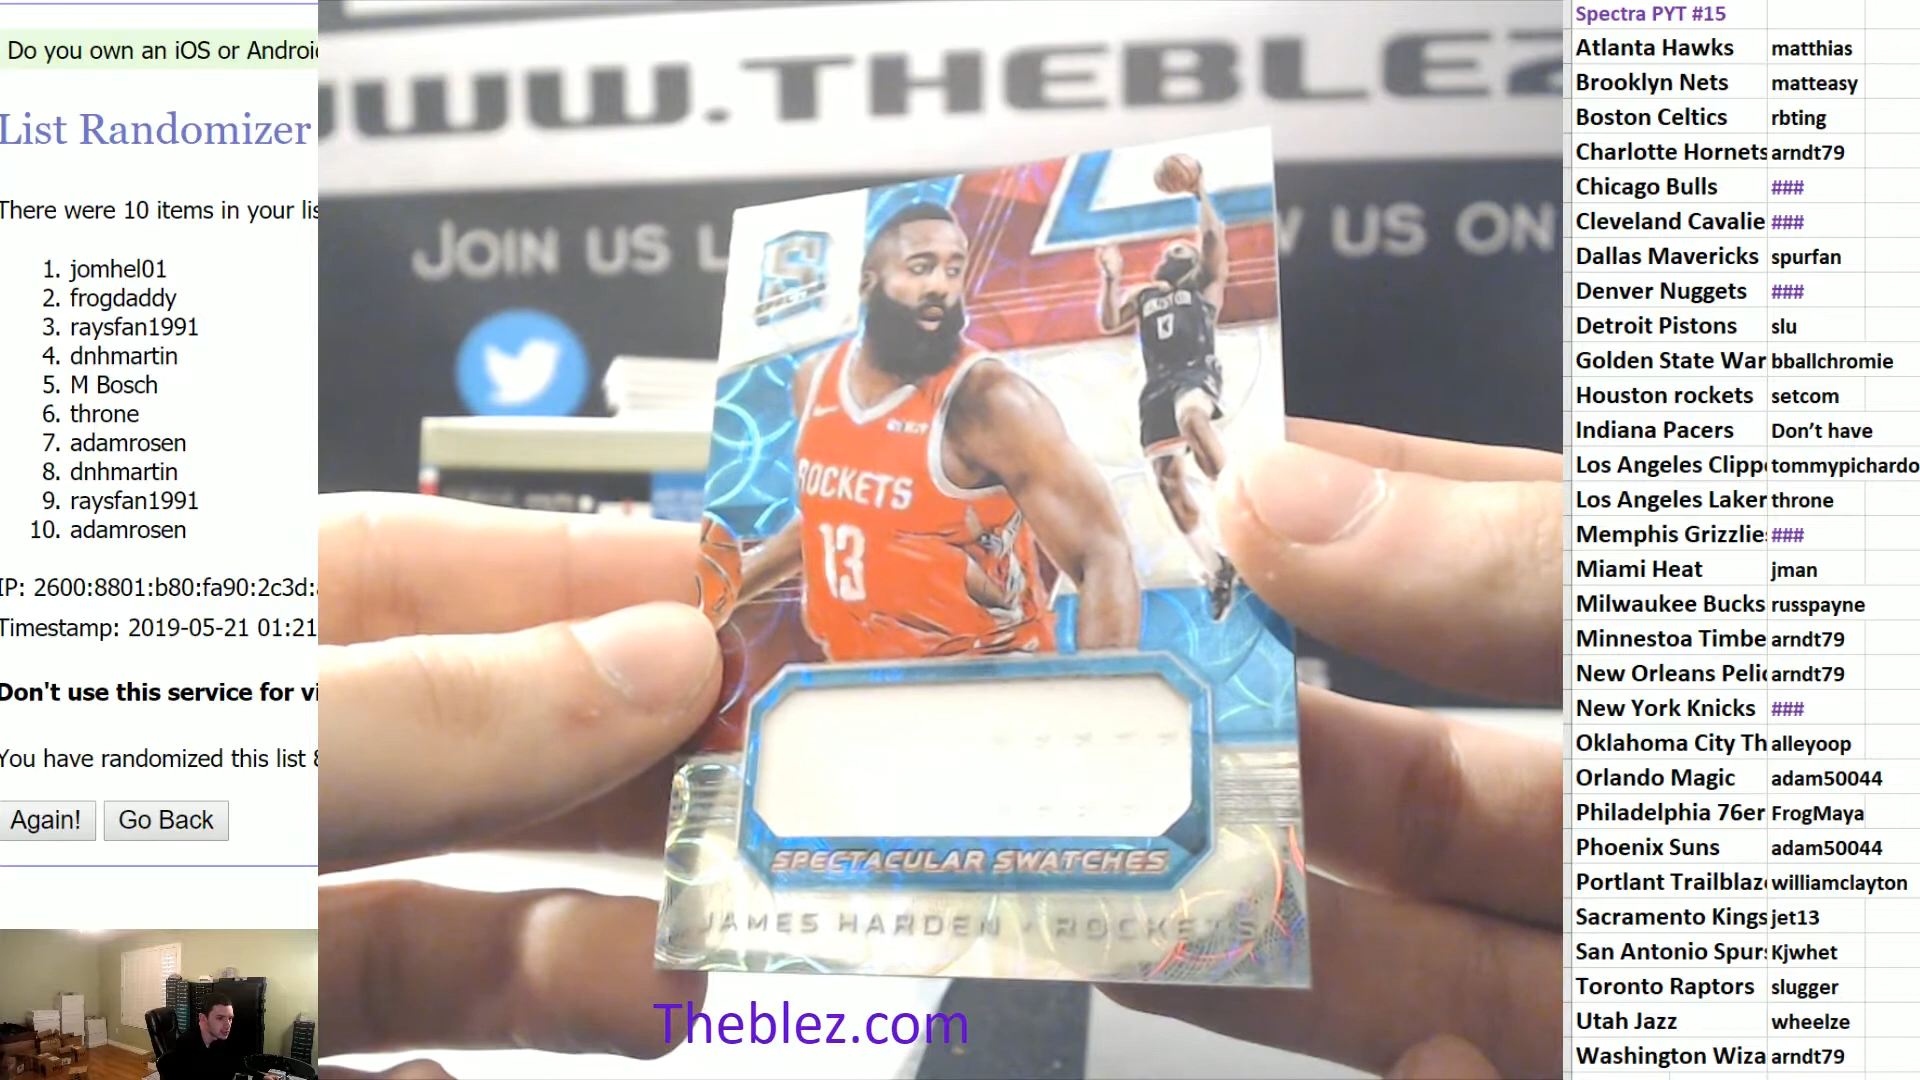 Do you own an iOS or Android
List Randomizer
There were 10 items in your lis
1. jomhel01
2. frogdaddy
3. raysfan1991
4. dnhmartin
5. M Bosch
6. throne
7. adamrosen
8. dnhmartin
9. raysfan1991
10. adamrosen
IP: 2600:8801:b80:fa90:2c3d:
Timestamp: 2019-05-21 01:21
Don't use this service for vi
You have randomized this list
Again!
Go Back
WWW.THEBLEZ
JOIN US L
W US ON
S
SPECTRA
ROCKETS
13
HOUSTON
13
SPECTACULAR SWATCHES
JAMES HARDEN · ROCKETS
Theblez.com
Spectra PYT #15
Atlanta Hawks matthias
Brooklyn Nets matteasy
Boston Celtics rbting
Charlotte Hornets arndt79
Chicago Bulls ###
Cleveland Cavalie ###
Dallas Mavericks spurfan
Denver Nuggets ###
Detroit Pistons slu
Golden State War bballchromie
Houston rockets setcom
Indiana Pacers Don't have
Los Angeles Clipp tommypichardo
Los Angeles Laker throne
Memphis Grizzlie ###
Miami Heat jman
Milwaukee Bucks russpayne
Minnestoa Timbe arndt79
New Orleans Pelic arndt79
New York Knicks ###
Oklahoma City Th alleyoop
Orlando Magic adam50044
Philadelphia 76er FrogMaya
Phoenix Suns adam50044
Portlant Trailblaz williamclayton
Sacramento Kings jet13
San Antonio Spur Kjwhet
Toronto Raptors slugger
Utah Jazz wheelze
Washington Wiza arndt79